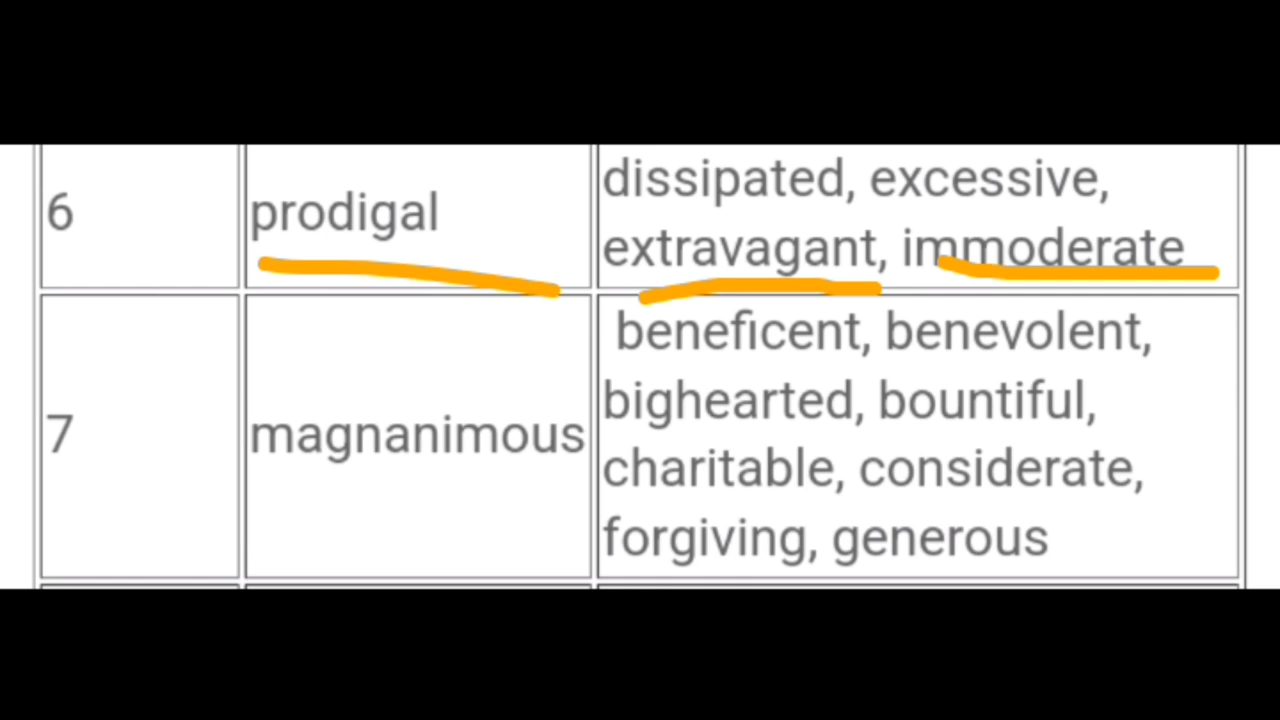 6
prodigal
dissipated, excessive,
extravagant, immoderate
7
magnanimous
beneficent, benevolent,
bighearted, bountiful,
charitable, considerate,
forgiving, generous